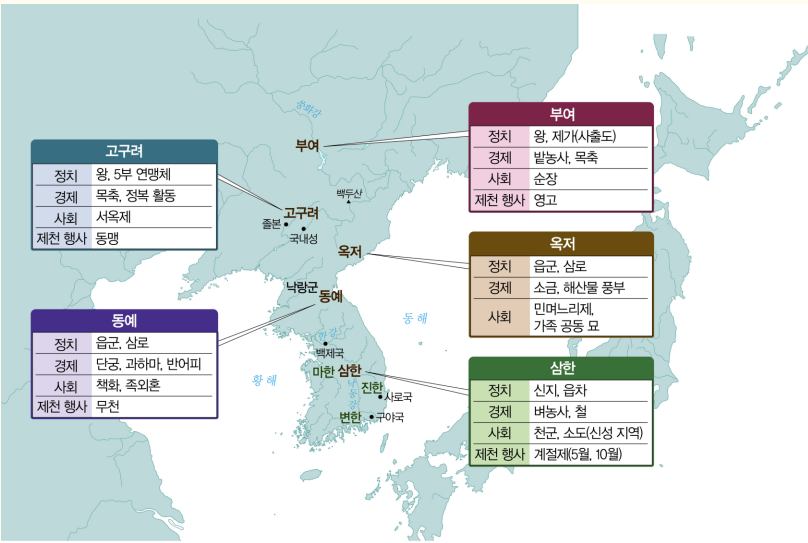 고구려
정치 왕, 5부 연맹체
경제 목축, 정복 활동
사회 서옥제
제천 행사 동맹
동예
정치 읍군, 삼로
경제 단궁, 과하마, 반어피
사회 책화, 족외혼
제천 행사 무천
부여
정치 왕, 제가(사출도)
경제 밭농사, 목축
사회 순장
제천 행사 영고
옥저
정치 읍군, 삼로
경제 소금, 해산물 풍부
사회 민며느리제,
가족 공동 묘
삼한
정치 신지, 읍차
경제 벼농사, 철
사회 천군, 소도(신성 지역)
제천 행사 계절제(5월, 10월)
쑹화강
부여
백두산
고구려
졸본
국내성
옥저
낙랑군
동예
동해
한강
백제국
황해
마한 삼한
낙동강
진한
사로국
변한
구야국